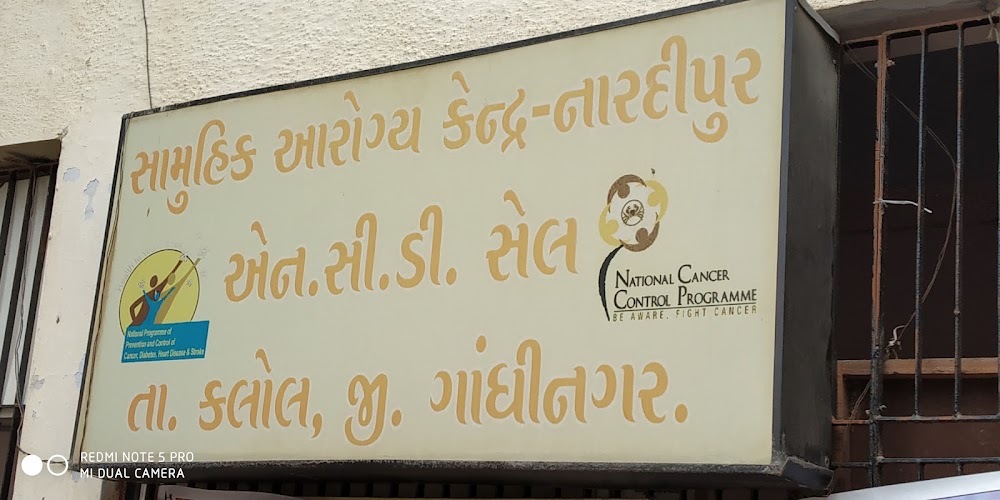 સામુહિક આરોગ્ય કેન્દ્ર-નારદીપુર
એન.સી.ડી. સેલ
National Programme of
Prevention and Control of
Cancer, Diabetes, Heart Disease & Stroke
NATIONAL CANCER
CONTROL PROGRAMME
BE AWARE, FIGHT CANCER
તા. કલોલ, જી. ગાંધીનગર.
REDMI NOTE 5 PRO
MI DUAL CAMERA